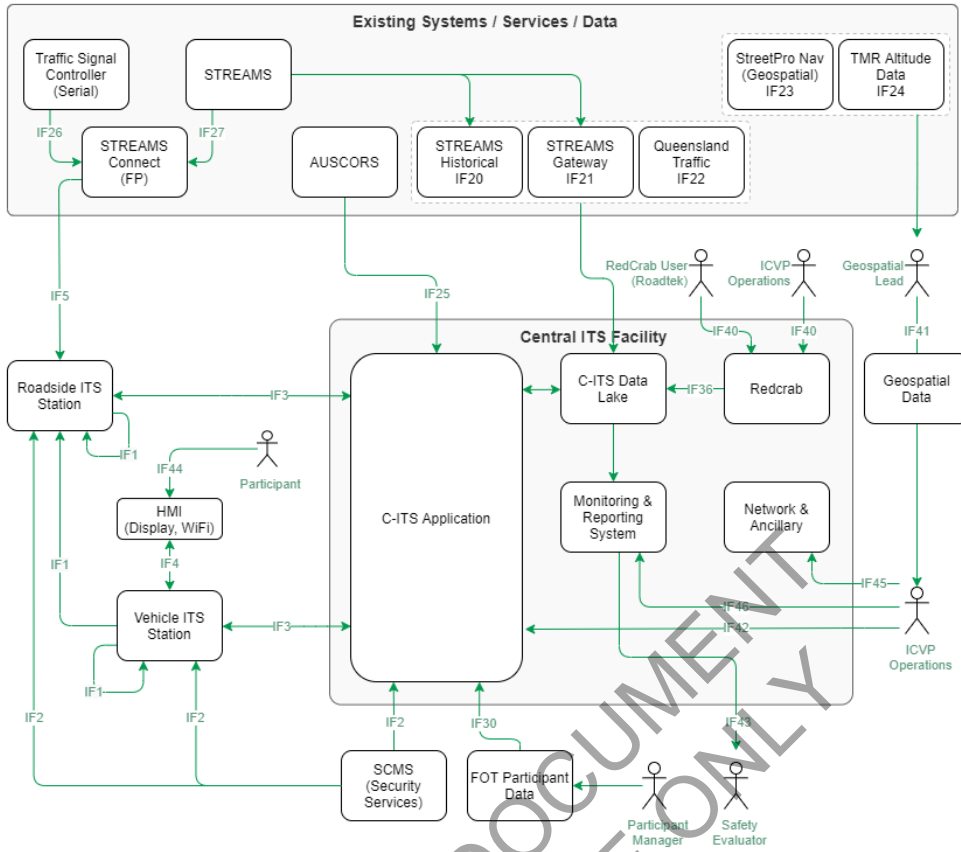 Existing Systems / Services / Data
Traffic Signal
Controller
(Serial)
STREAMS
StreetPro Nav
(Geospatial)
IF23
TMR Altitude
Data
IF24
IF26
IF27
STREAMS
Connect
(FP)
AUSCORS
STREAMS
Historical
IF20
STREAMS
Gateway
IF21
Queensland
Traffic
IF22
RedCrab User
(Roadtek)
ICVP
Operations
Geospatial
Lead
IF5
IF25
IF40
IF40
IF41
Central ITS Facility
Roadside ITS
Station
IF3
C-ITS Data
Lake
IF36
Redcrab
Geospatial
Data
IF1
IF44
Participant
HMI
(Display, WiFi)
C-ITS Application
Monitoring &
Reporting
System
Network &
Ancillary
IF1
IF4
IF45
Vehicle ITS
Station
IF3
IF46
IF42
ICVP
Operations
IF1
IF2
IF2
IF2
IF30
IF43
SCMS
(Security
Services)
FOT Participant
Data
Participant
Manager
Safety
Evaluator
DOCUMENT
ONLY